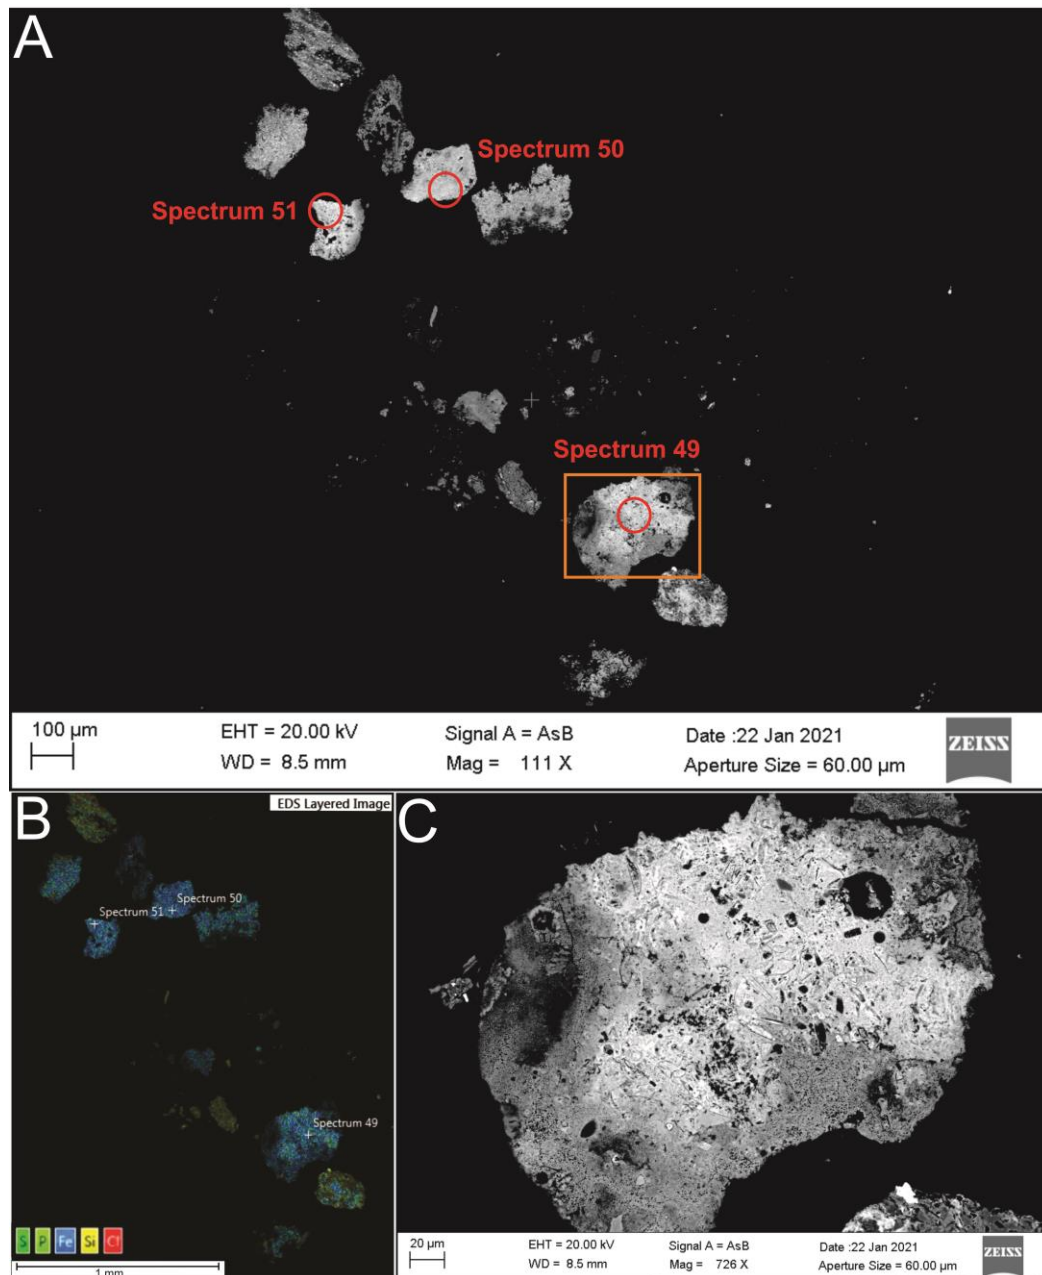 A
Spectrum 50
Spectrum 51
Spectrum 49
100 µm
EHT = 20.00 kV
Signal A = AsB
Date :22 Jan 2021
WD = 8.5 mm
Mag = 111 X
Aperture Size = 60.00 µm
ZEISS
B
EDS Layered Image
Spectrum 50
Spectrum 51
Spectrum 49
S P Fe Si
1 mm
C
20 µm
EHT = 20.00 kV
Signal A = AsB
Date :22 Jan 2021
WD = 8.5 mm
Mag = 726 X
Aperture Size = 60.00 µm
ZEISS